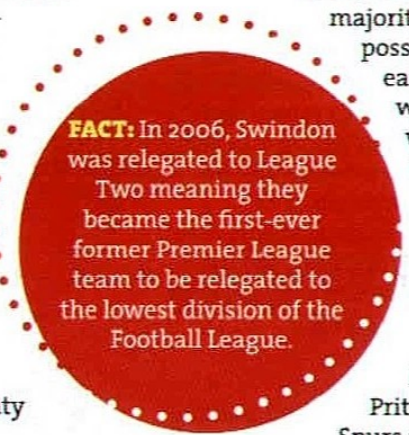 majorit
poss
ea
w
FACT: In 2006, Swindon
was relegated to League
Two meaning they
became the first-ever
former Premier League
team to be relegated to
the lowest division of the
Football League.
ty
Prit